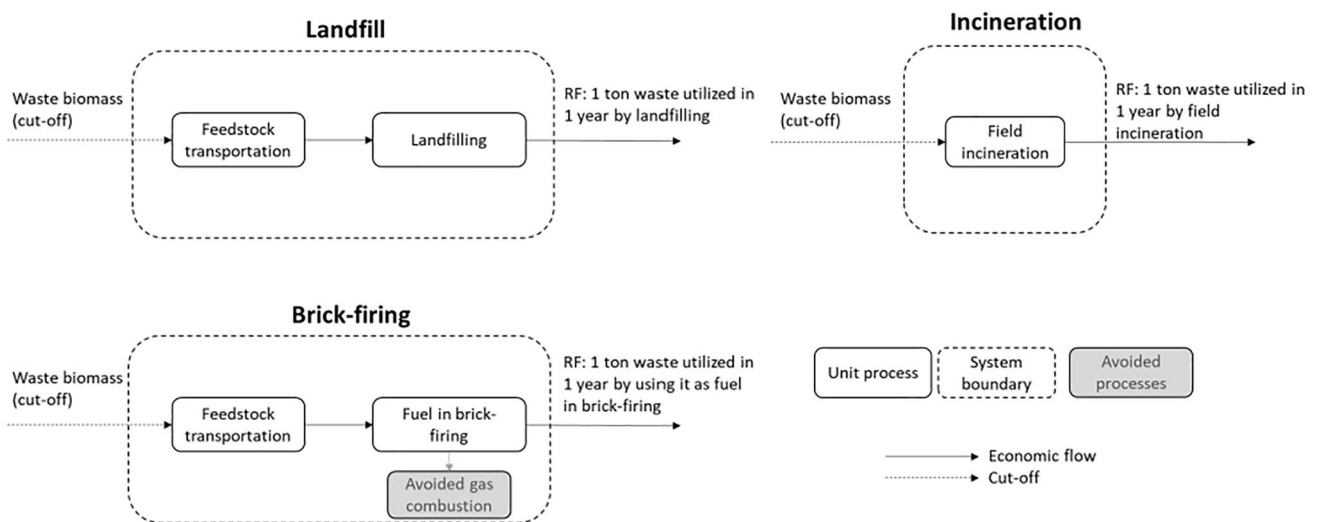 Landfill
Waste biomass
(cut-off)
Feedstock
transportation
Landfilling
RF: 1 ton waste utilized in
1 year by landfilling
Incineration
Waste biomass
(cut-off)
Field
incineration
RF: 1 ton waste utilized in
1 year by field
incineration
Brick-firing
Waste biomass
(cut-off)
Feedstock
transportation
Fuel in brick-
firing
Avoided gas
combustion
RF: 1 ton waste utilized in
1 year by using it as fuel
in brick-firing
Unit process
System
boundary
Avoided
processes
Economic flow
Cut-off